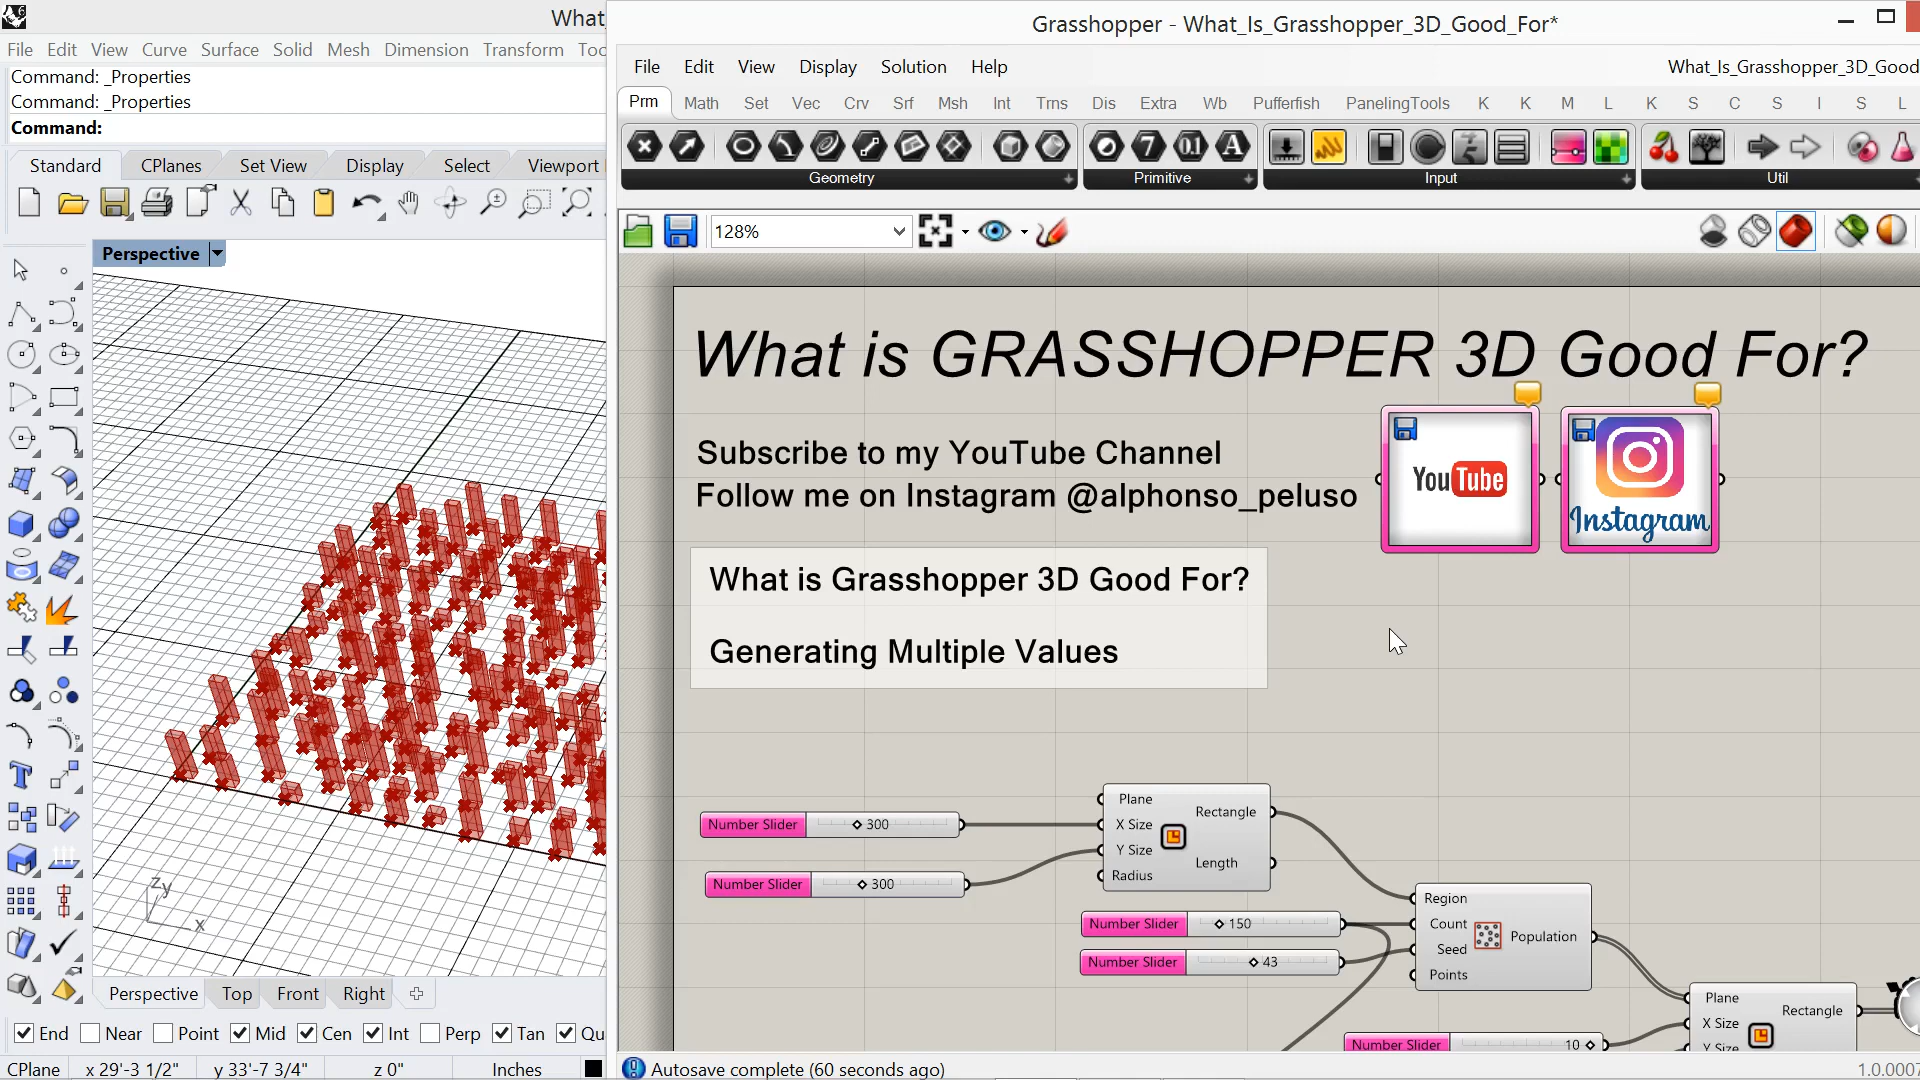 What_
File Edit View Curve Surface Solid Mesh Dimension Transform Too
Command: _Properties
Command: _Properties
Command:
Standard CPlanes Set View Display Select Viewport
Perspective
z y
x
Perspective Top Front Right
End Near Point Mid Cen Int Perp Tan Qu
CPlane x 29'-3 1/2" y 33'-7 3/4" z 0" Inches
Grasshopper - What_Is_Grasshopper_3D_Good_For*
File Edit View Display Solution Help
What_Is_Grasshopper_3D_Good
Prm Math Set Vec Crv Srf Msh Int Trns Dis Extra Wb Pufferfish PanelingTools K K M L K S C S I S L
7 0.1 A
Geometry Primitive Input Util
128%
What is GRASSHOPPER 3D Good For?
Subscribe to my YouTube Channel
Follow me on Instagram @alphonso_peluso
YouTube
Instagram
What is Grasshopper 3D Good For?
Generating Multiple Values
Number Slider 300
Number Slider 300
Plane
X Size
Y Size
Radius
Rectangle
Length
Number Slider 150
Number Slider 43
Region
Count
Seed
Points
Population
Number Slider 10
Plane
X Size
Y Size
Rectangle
Autosave complete (60 seconds ago)
1.0.0007